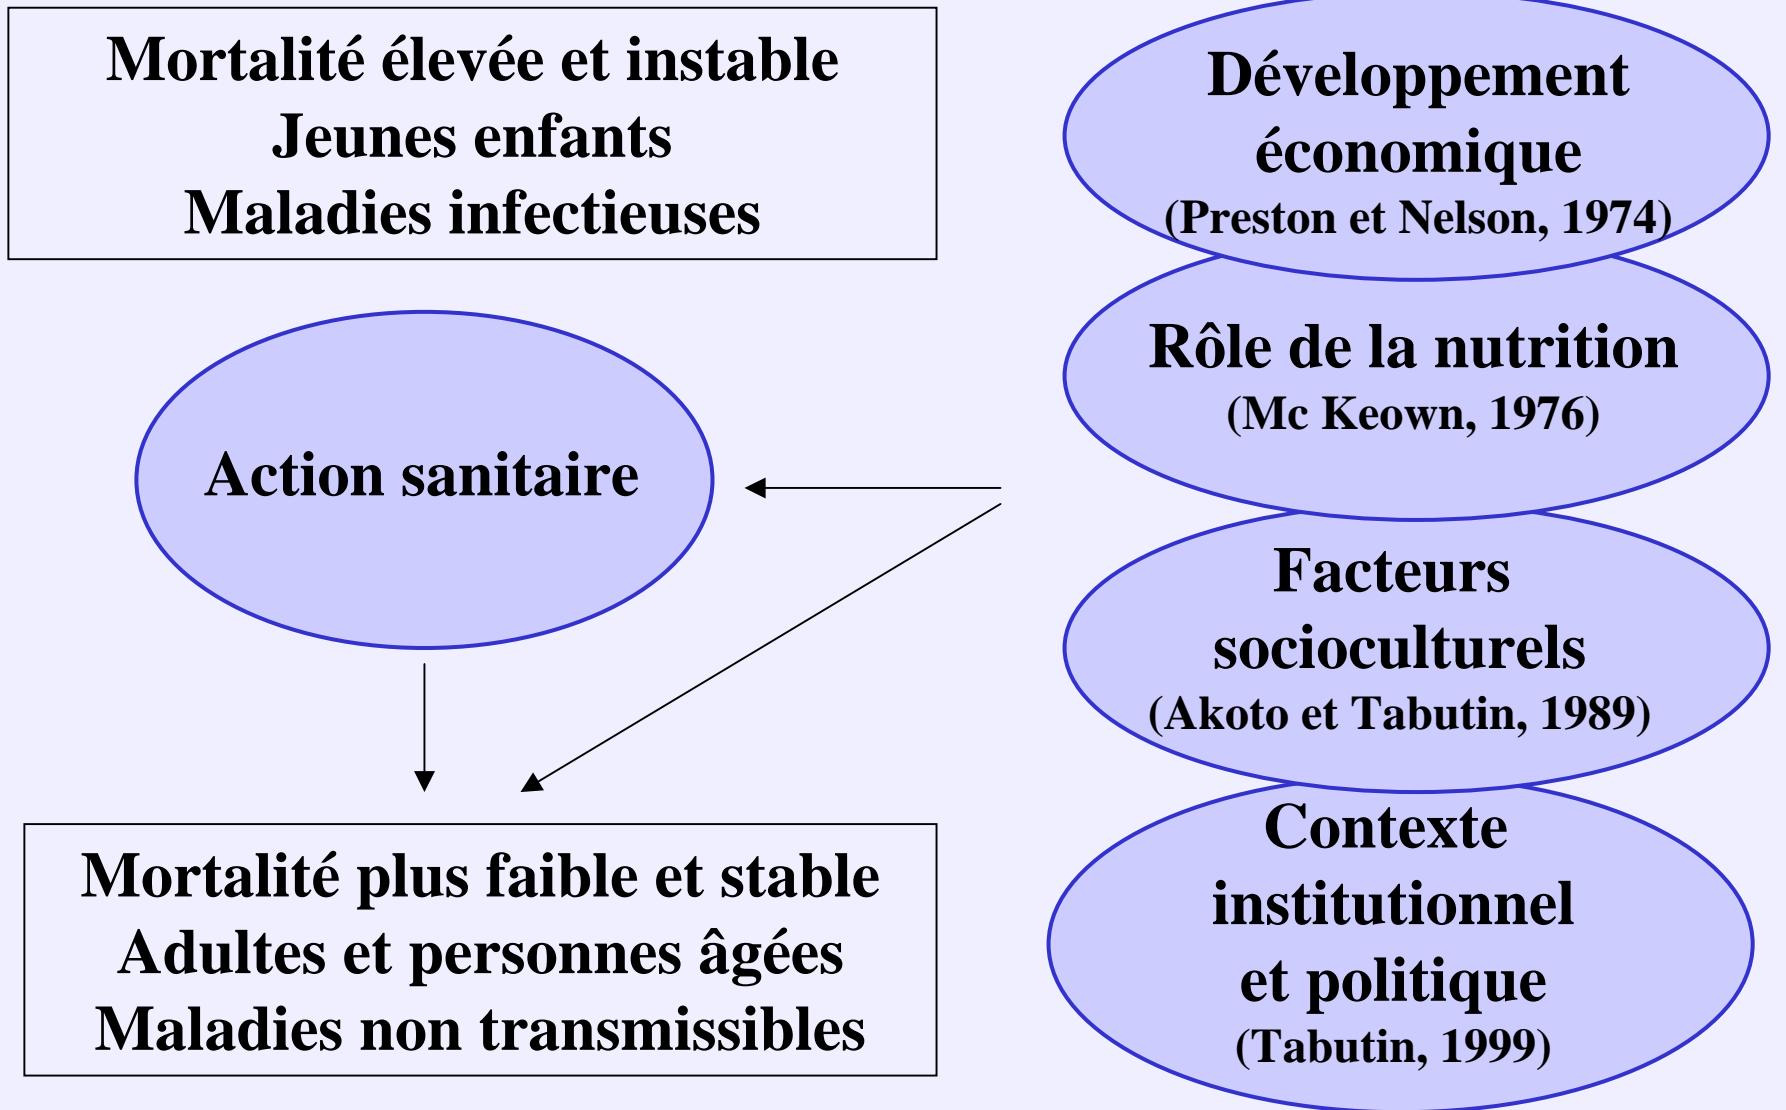 Mortalité élevée et instable
Jeunes enfants
Maladies infectieuses
Action sanitaire
Mortalité plus faible et stable
Adultes et personnes âgées
Maladies non transmissibles
Développement
économique
(Preston et Nelson, 1974)
Rôle de la nutrition
(Mc Keown, 1976)
Facteurs
socioculturels
(Akoto et Tabutin, 1989)
Contexte
institutionnel
et politique
(Tabutin, 1999)